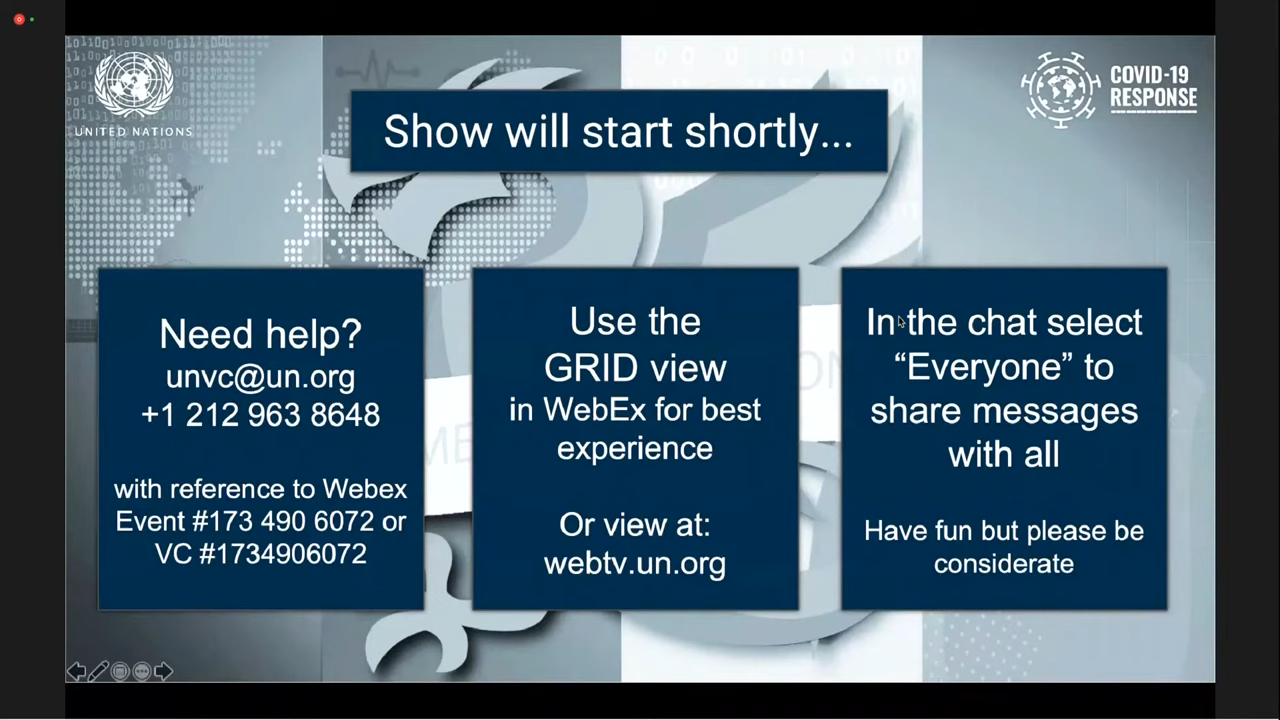 UNITED NATIONS
COVID-19
RESPONSE
Show will start shortly...
Need help?
unvc@un.org
+1 212 963 8648
with reference to Webex
Event #173 490 6072 or
VC #1734906072
Use the
GRID view
in WebEx for best
experience
Or view at:
webtv.un.org
In the chat select
“Everyone” to
share messages
with all
Have fun but please be
considerate